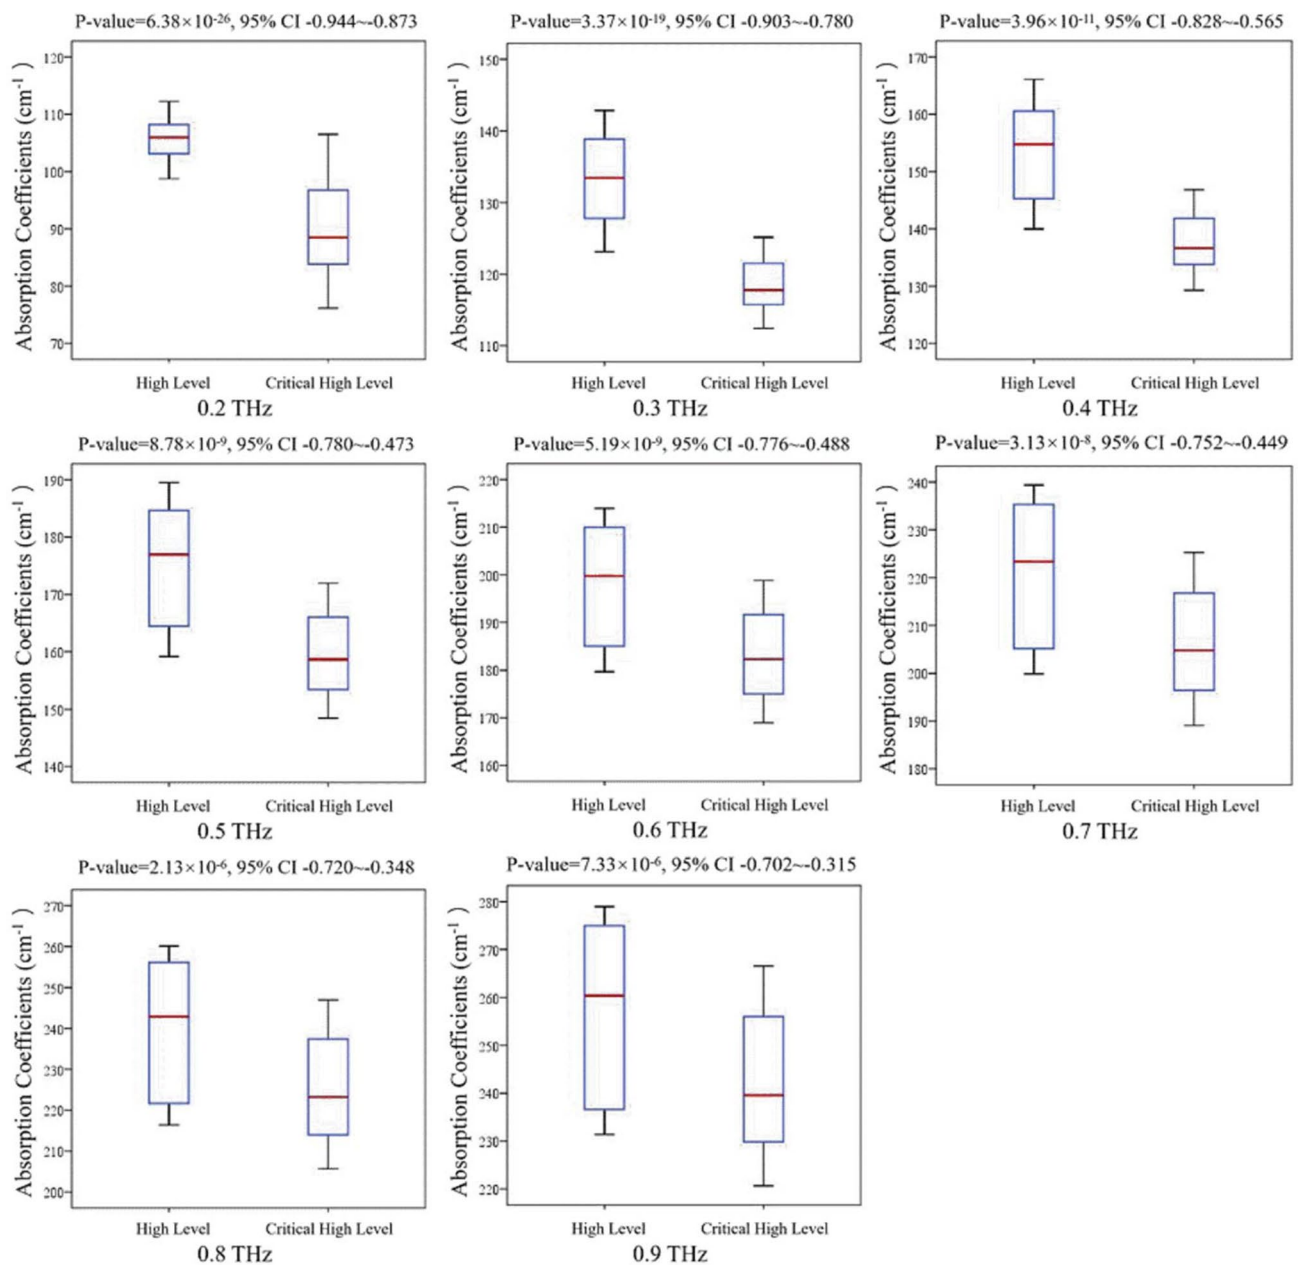 P-value=6.38×10-26, 95% CI -0.944~-0.873
Absorption Coefficients (cm-1 )
120
110
100
90
80
70
High Level
Critical High Level
0.2 THz
P-value=3.37×10-19, 95% CI -0.903~-0.780
Absorption Coefficients (cm-1 )
150
140
130
120
110
High Level
Critical High Level
0.3 THz
P-value=3.96×10-11, 95% CI -0.828~-0.565
Absorption Coefficients (cm-1 )
170
160
150
140
130
120
High Level
Critical High Level
0.4 THz
P-value=8.78×10-9, 95% CI -0.780~-0.473
Absorption Coefficients (cm-1 )
190
180
170
160
150
140
High Level
Critical High Level
0.5 THz
P-value=5.19×10-9, 95% CI -0.776~-0.488
Absorption Coefficients (cm-1 )
220
210
200
190
180
170
160
High Level
Critical High Level
0.6 THz
P-value=3.13×10-8, 95% CI -0.752~-0.449
Absorption Coefficients (cm-1 )
240
230
220
210
200
190
180
High Level
Critical High Level
0.7 THz
P-value=2.13×10-6, 95% CI -0.720~-0.348
Absorption Coefficients (cm-1 )
270
260
250
240
230
220
210
200
High Level
Critical High Level
0.8 THz
P-value=7.33×10-6, 95% CI -0.702~-0.315
Absorption Coefficients (cm-1 )
280
270
260
250
240
230
220
High Level
Critical High Level
0.9 THz